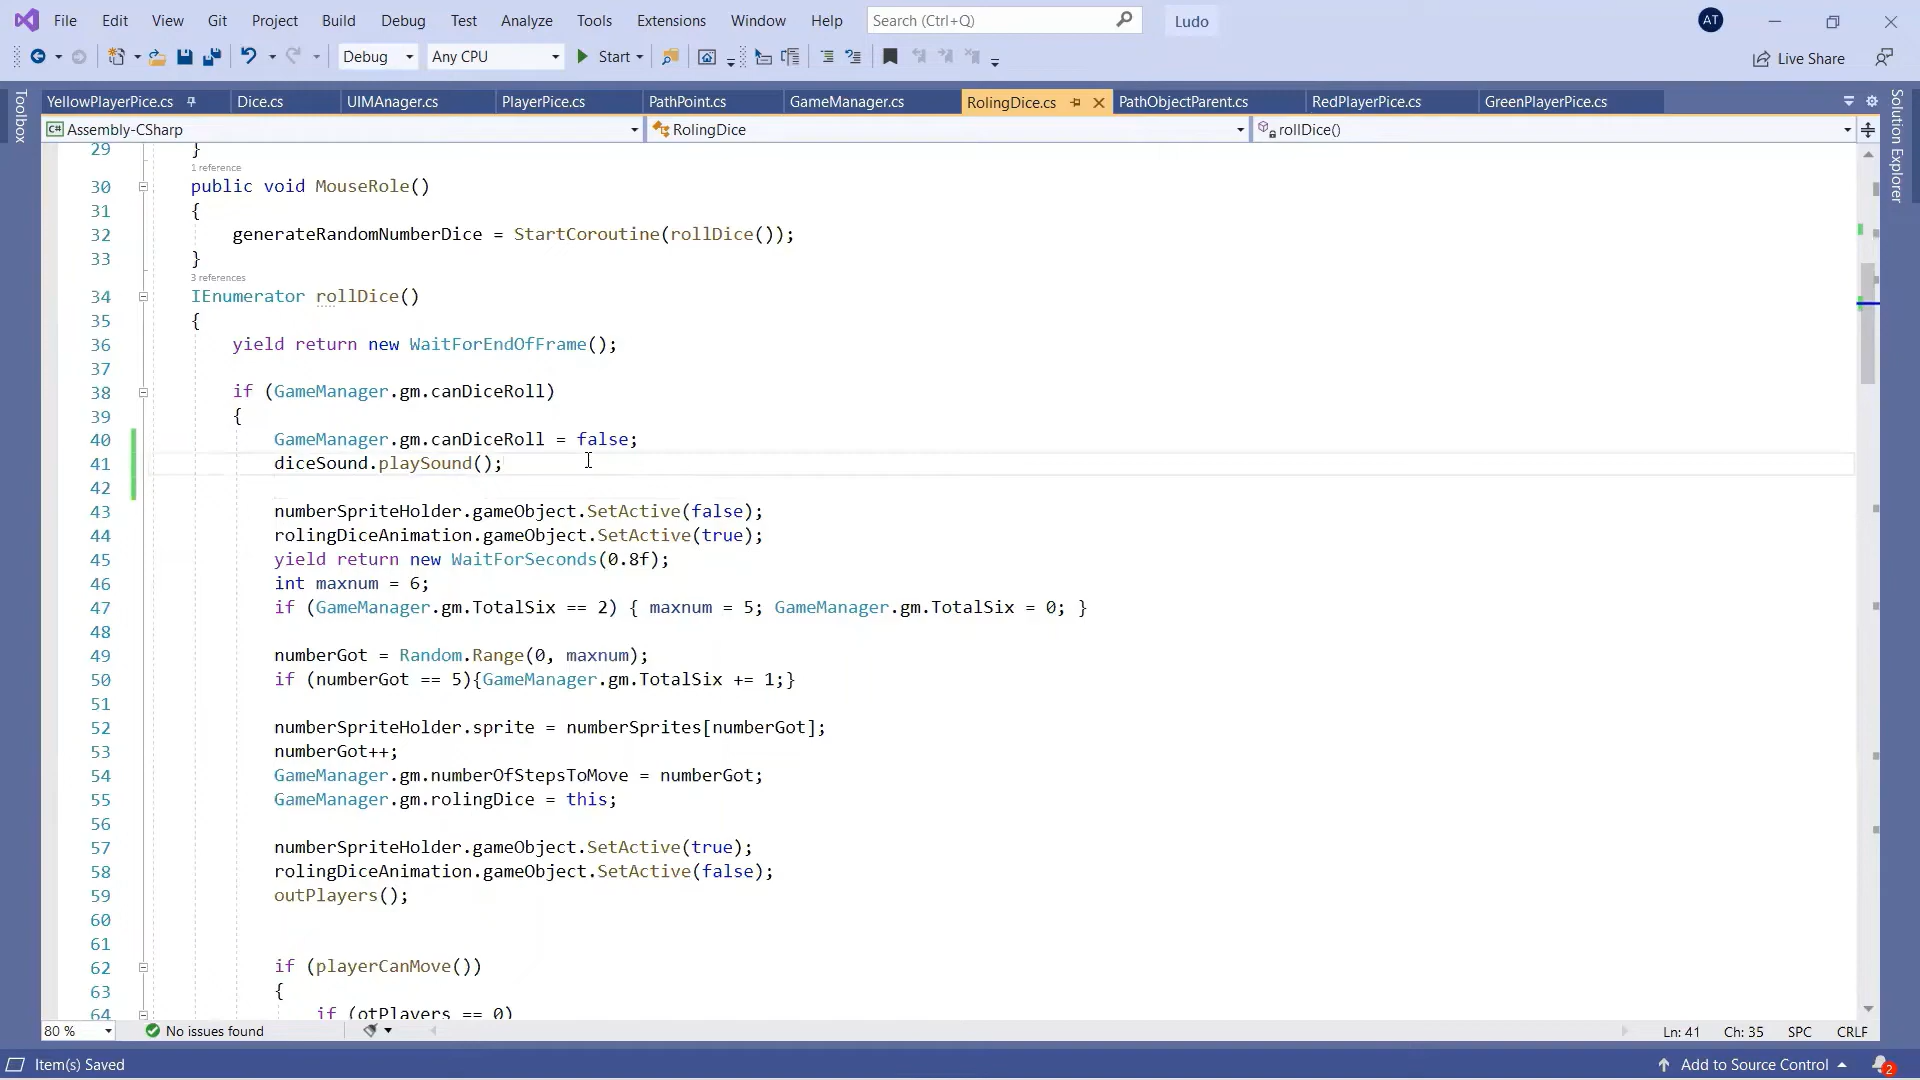 File Edit View Git Project Build Debug Test Analyze Tools Extensions Window Help Search (Ctrl+Q) Ludo AT
Debug Any CPU Start Live Share
Toolbox
YellowPlayerPice.cs Dice.cs UIMAnager.cs PlayerPice.cs PathPoint.cs GameManager.cs RolingDice.cs PathObjectParent.cs RedPlayerPice.cs GreenPlayerPice.cs
Solution Explorer
C# Assembly-CSharp RolingDice rollDice()
29 }
1 reference
30 public void MouseRole()
31 {
32 generateRandomNumberDice = StartCoroutine(rollDice());
33 }
3 references
34 IEnumerator rollDice()
35 {
36 yield return new WaitForEndOfFrame();
37
38 if (GameManager.gm.canDiceRoll)
39 {
40 GameManager.gm.canDiceRoll = false;
41 diceSound.playSound();
42
43 numberSpriteHolder.gameObject.SetActive(false);
44 rolingDiceAnimation.gameObject.SetActive(true);
45 yield return new WaitForSeconds(0.8f);
46 int maxnum = 6;
47 if (GameManager.gm.TotalSix == 2) { maxnum = 5; GameManager.gm.TotalSix = 0; }
48
49 numberGot = Random.Range(0, maxnum);
50 if (numberGot == 5){GameManager.gm.TotalSix += 1;}
51
52 numberSpriteHolder.sprite = numberSprites[numberGot];
53 numberGot++;
54 GameManager.gm.numberOfStepsToMove = numberGot;
55 GameManager.gm.rolingDice = this;
56
57 numberSpriteHolder.gameObject.SetActive(true);
58 rolingDiceAnimation.gameObject.SetActive(false);
59 outPlayers();
60
61
62 if (playerCanMove())
63 {
64 if (otPlayers == 0)
80 % No issues found Ln: 41 Ch: 35 SPC CRLF
Item(s) Saved Add to Source Control 2